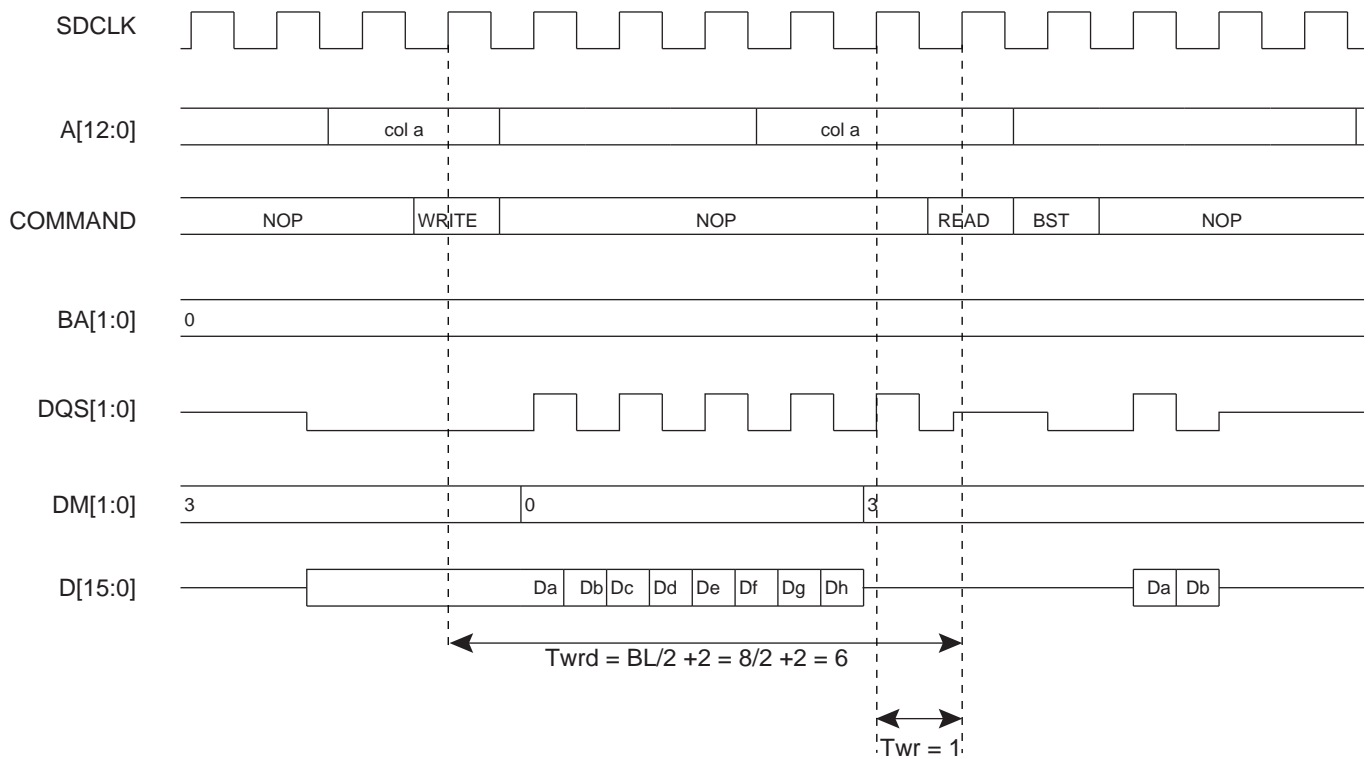 SDCLK
A[12:0] col a col a
COMMAND NOP WRITE NOP READ BST NOP
BA[1:0] 0
DQS[1:0]
DM[1:0] 3 0 3
D[15:0] Da Db Dc Dd De Df Dg Dh Da Db
Twrd = BL/2 +2 = 8/2 +2 = 6
Twr = 1